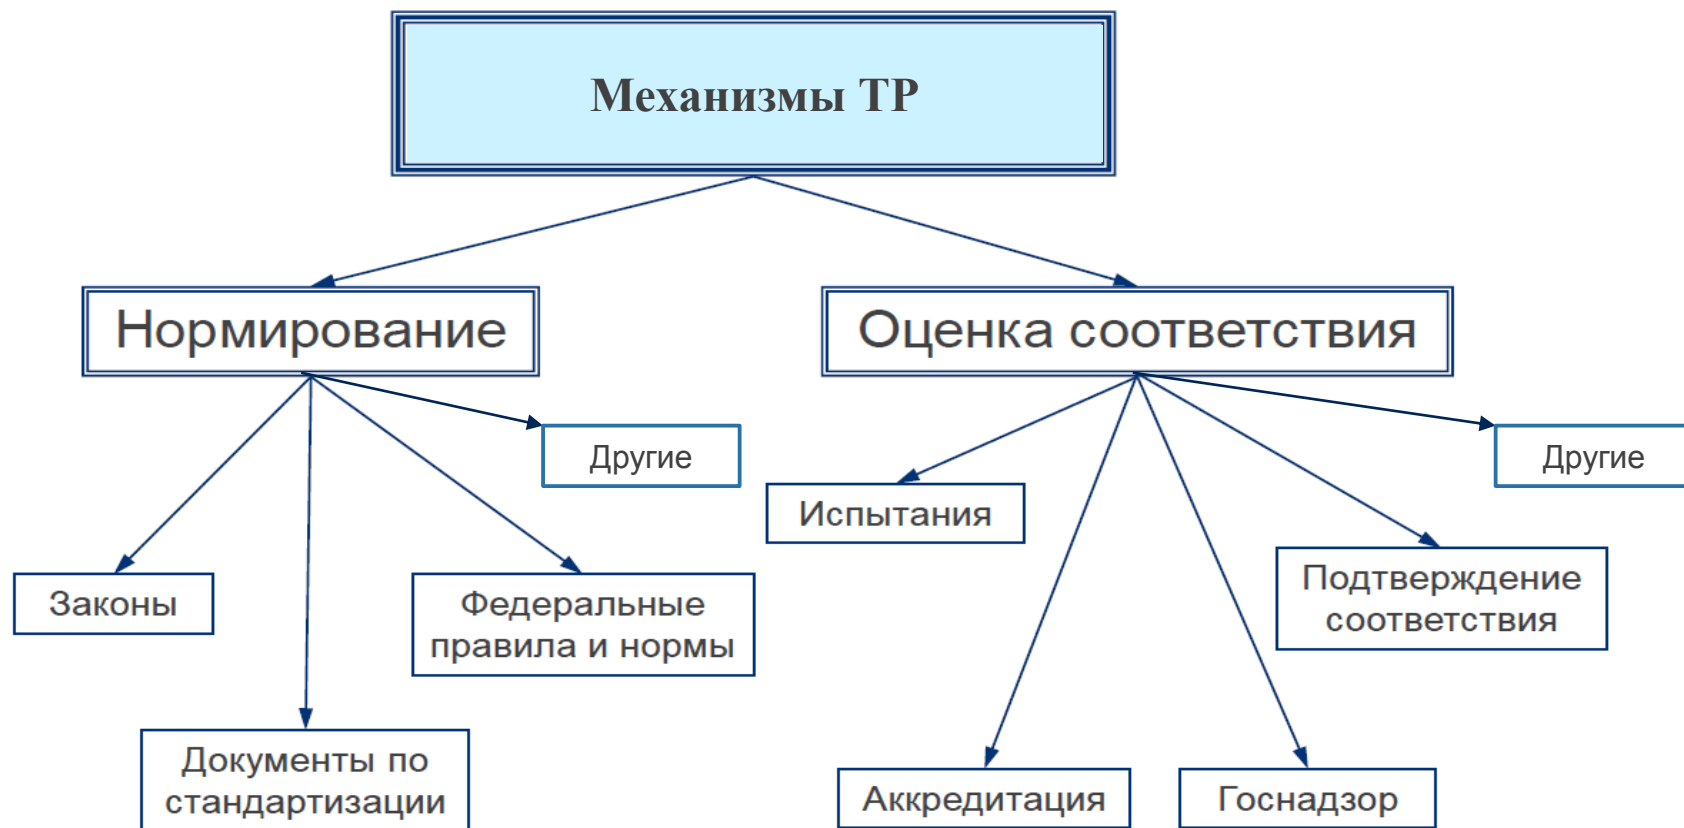 Механизмы ТР
Нормирование
Оценка соответствия
Другие
Другие
Испытания
Законы
Федеральные
правила и нормы
Подтверждение
соответствия
Документы по
стандартизации
Аккредитация
Госнадзор